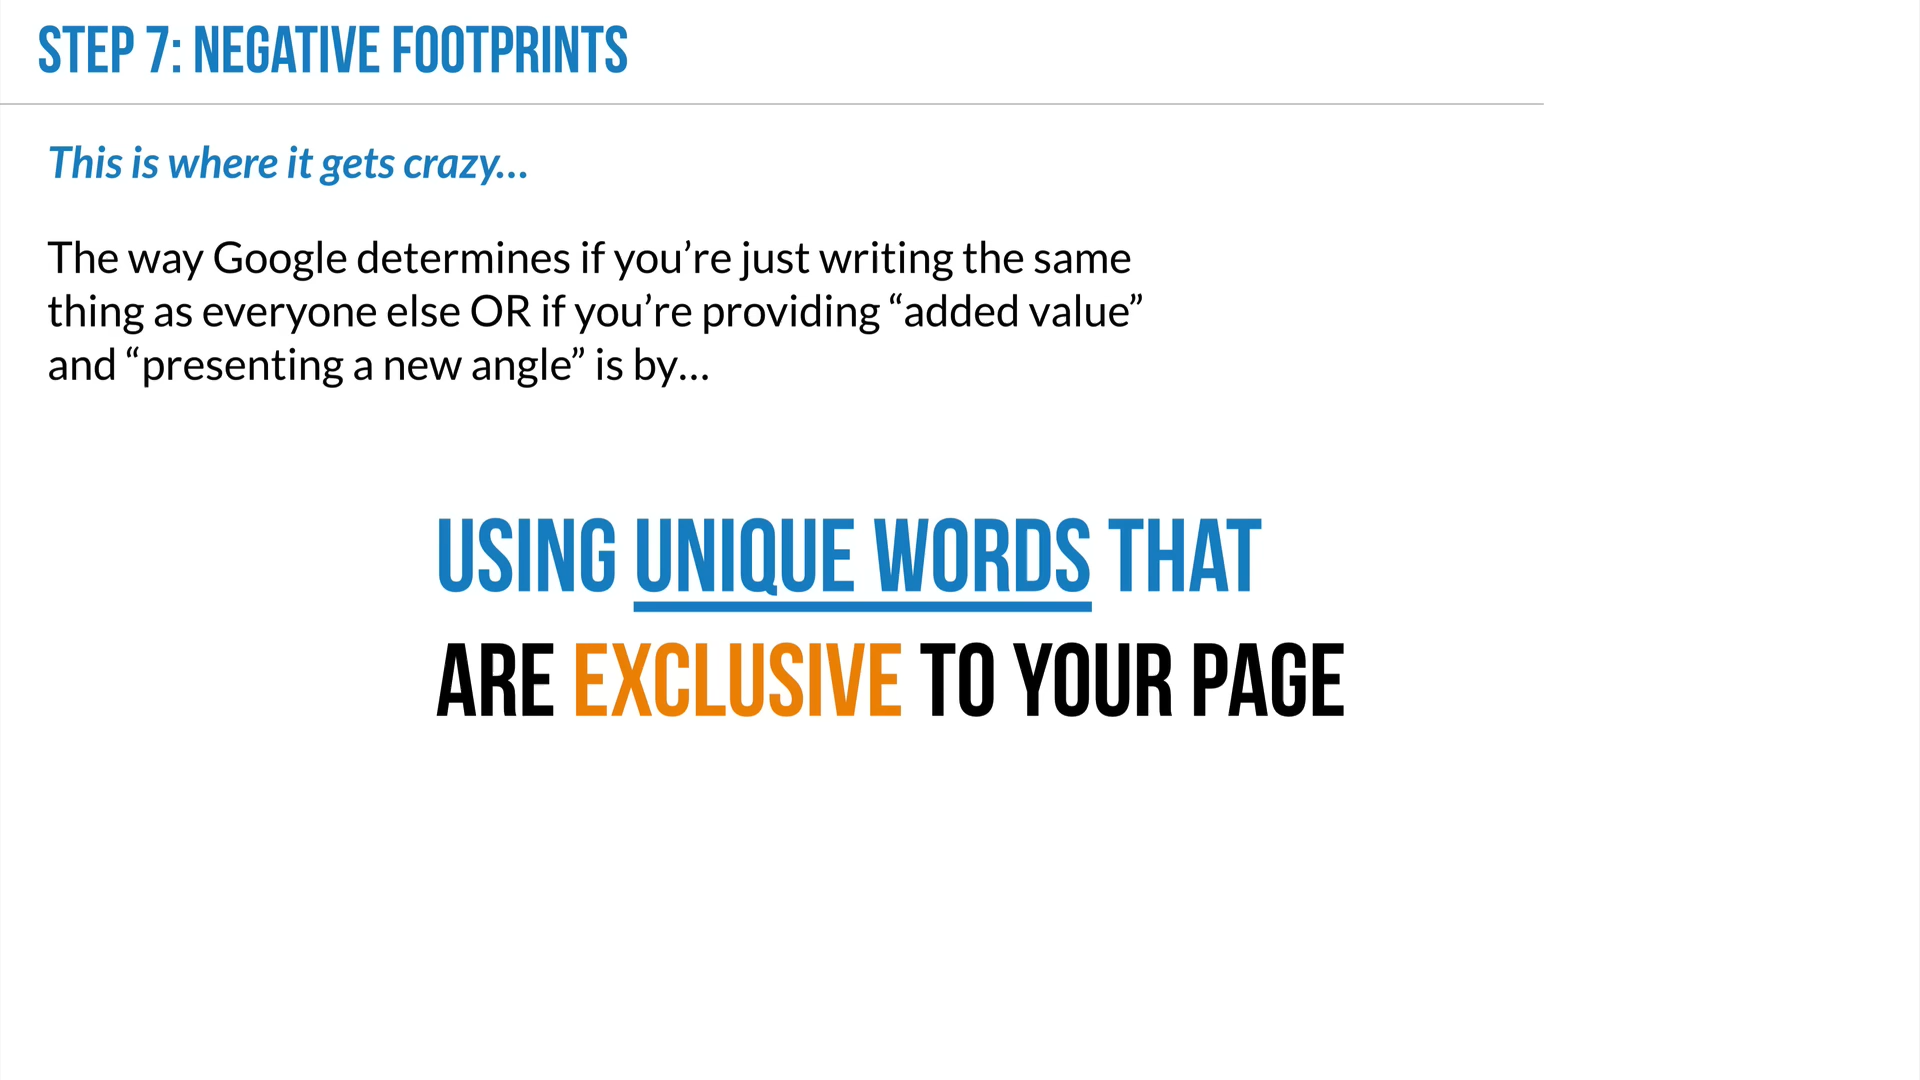 STEP 7: NEGATIVE FOOTPRINTS
This is where it gets crazy...
The way Google determines if you’re just writing the same
thing as everyone else OR if you’re providing “added value”
and “presenting a new angle” is by...
USING UNIQUE WORDS THAT
ARE EXCLUSIVE TO YOUR PAGE